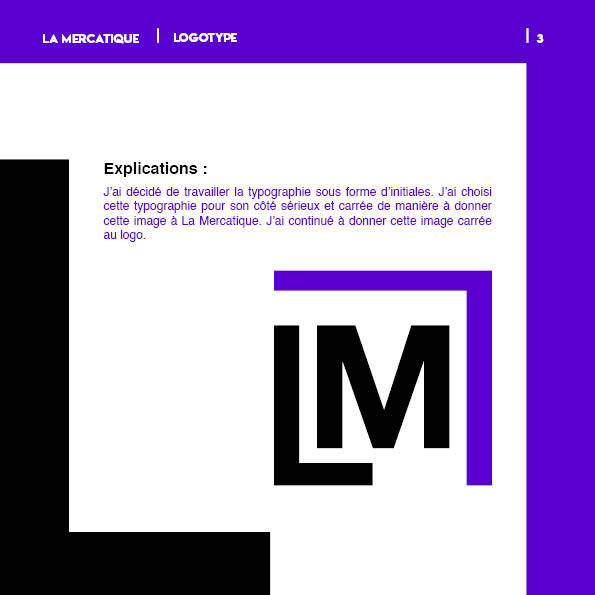 LA MERCATIQUE | LOGOTYPE | 3
Explications :
J'ai décidé de travailler la typographie sous forme d'initiales. J'ai choisi
cette typographie pour son côté sérieux et carrée de manière à donner
cette image à La Mercatique. J'ai continué à donner cette image carrée
au logo.
LM